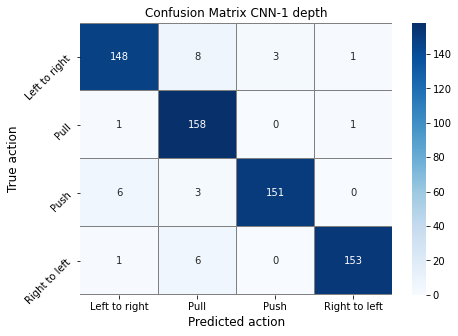 Confusion Matrix CNN-1 depth
True action
Left to right 148 8 3 1
Pull 1 158 0 1
Push 6 3 151 0
Right to left 1 6 0 153
Left to right Pull Push Right to left
Predicted action
140
120
100
80
60
40
20
0